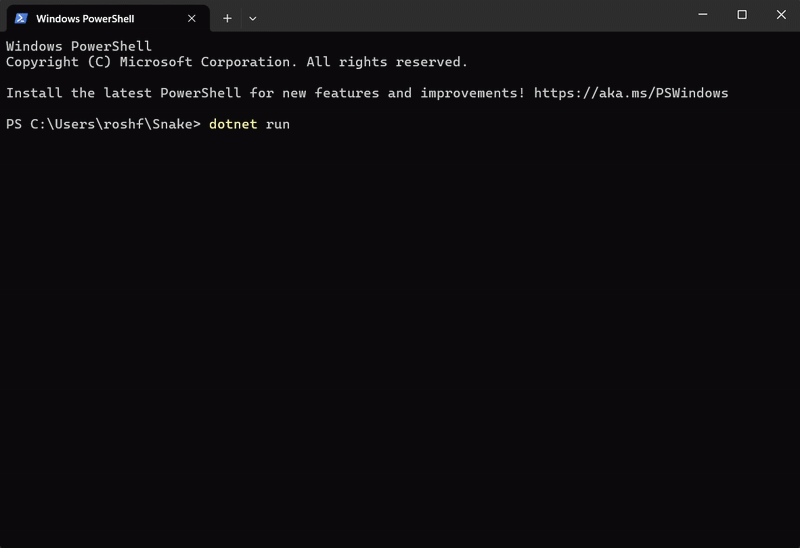 Windows PowerShell
Windows PowerShell
Copyright (C) Microsoft Corporation. All rights reserved.
Install the latest PowerShell for new features and improvements! https://aka.ms/PSWindows
PS C:\Users\roshf\Snake> dotnet run